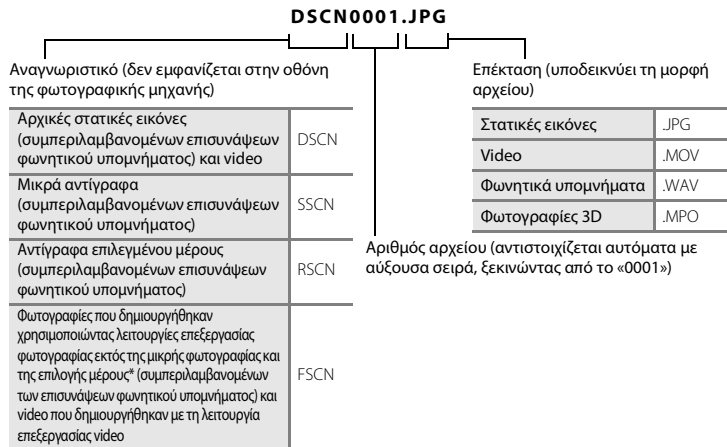 DSCN0001.JPG
Αναγνωριστικό (δεν εμφανίζεται στην οθόνη
της φωτογραφικής μηχανής)
Αρχικές στατικές εικόνες
(συμπεριλαμβανομένων επισυνάψεων
φωνητικού υπομνήματος) και video
DSCN
Μικρά αντίγραφα
(συμπεριλαμβανομένων επισυνάψεων
φωνητικού υπομνήματος)
SSCN
Αντίγραφα επιλεγμένου μέρους
(συμπεριλαμβανομένων επισυνάψεων
φωνητικού υπομνήματος)
RSCN
Φωτογραφίες που δημιουργήθηκαν
χρησιμοποιώντας λειτουργίες επεξεργασίας
φωτογραφίας εκτός της μικρής φωτογραφίας και
της επιλογής μέρους* (συμπεριλαμβανομένων
των επισυνάψεων φωνητικού υπομνήματος) και
video που δημιουργήθηκαν με τη λειτουργία
επεξεργασίας video
FSCN
Επέκταση (υποδεικνύει τη μορφή
αρχείου)
Στατικές εικόνες .JPG
Video .MOV
Φωνητικά υπομνήματα .WAV
Φωτογραφίες 3D .MPO
Αριθμός αρχείου (αντιστοιχίζεται αυτόματα με
αύξουσα σειρά, ξεκινώντας από το «0001»)